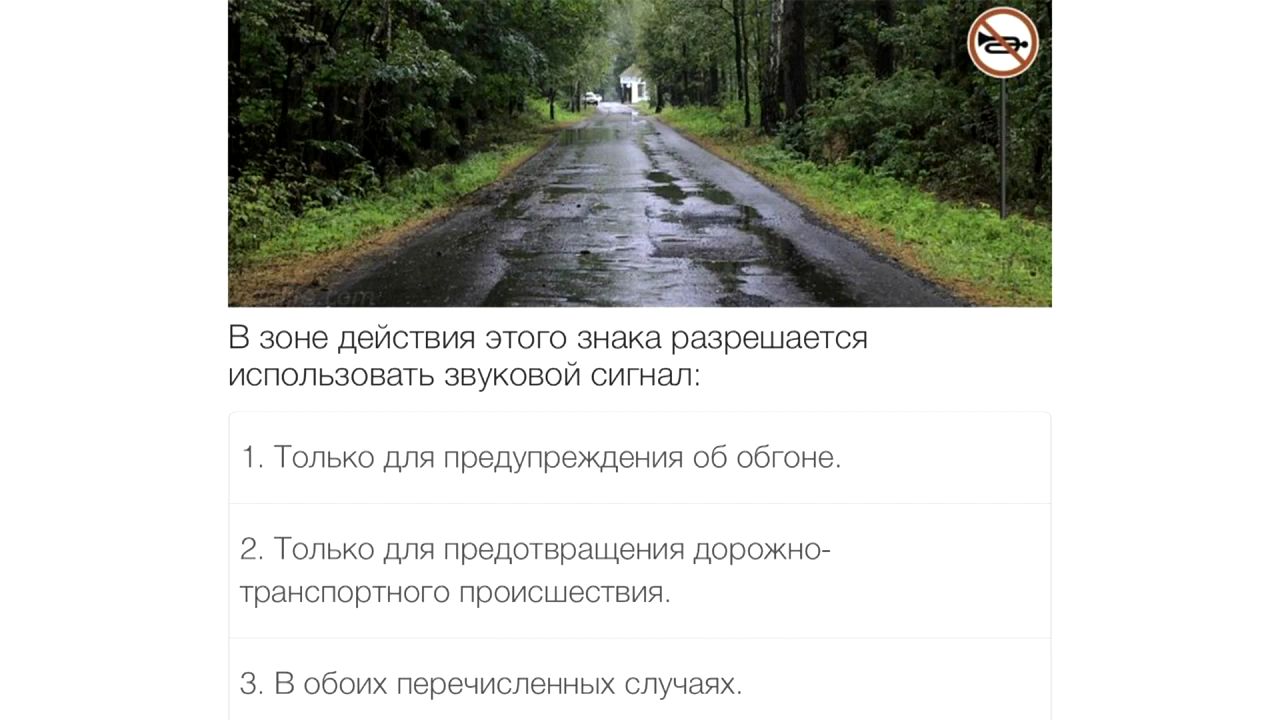 В зоне действия этого знака разрешается
использовать звуковой сигнал:
1. Только для предупреждения об обгоне.
2. Только для предотвращения дорожно-
транспортного происшествия.
3. В обоих перечисленных случаях.